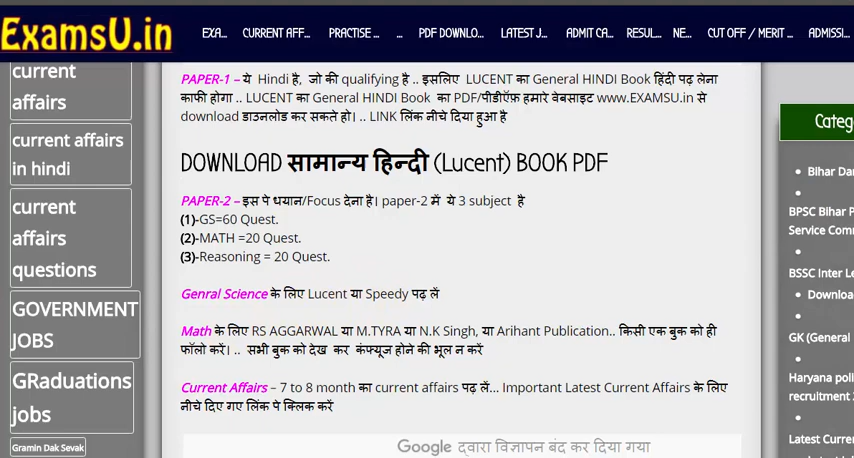 ExamsU.in
EXA... CURRENT AFF... PRACTISE ... ... PDF DOWNLO... LATEST J... ADMIT CA... RESUL... NE... CUT OFF / MERIT ... ADMISSI...
current
affairs
current affairs
in hindi
current
affairs
questions
GOVERNMENT
JOBS
GRaduations
jobs
Gramin Dak Sevak
PAPER-1 – ये Hindi है, जो की qualifying है .. इसलिए LUCENT का General HINDI Book हिंदी पढ़ लेना
काफी होगा .. LUCENT का General HINDI Book का PDF/पीडीऍफ़ हमारे वेबसाइट www.EXAMSU.in से
download डाउनलोड कर सकते हो। .. LINK लिंक नीचे दिया हुआ है
DOWNLOAD सामान्य हिन्दी (Lucent) BOOK PDF
PAPER-2 – इस पे धयान/Focus देना है। paper-2 में ये 3 subject है
(1)-GS=60 Quest.
(2)-MATH =20 Quest.
(3)-Reasoning = 20 Quest.
Genral Science के लिए Lucent या Speedy पढ़ लें
Math के लिए RS AGGARWAL या M.TYRA या N.K Singh, या Arihant Publication.. किसी एक बुक को ही
फॉलो करें। .. सभी बुक को देख कर कंफ्यूज होने की भूल न करें
Current Affairs – 7 to 8 month का current affairs पढ़ लें... Important Latest Current Affairs के लिए
नीचे दिए गए लिंक पे क्लिक करें
Google द्वारा विज्ञापन बंद कर दिया गया
Categ
Bihar Da
BPSC Bihar P
Service Com
BSSC Inter Le
Downloa
GK (General
Haryana poli
recruitment 2
Latest Curre